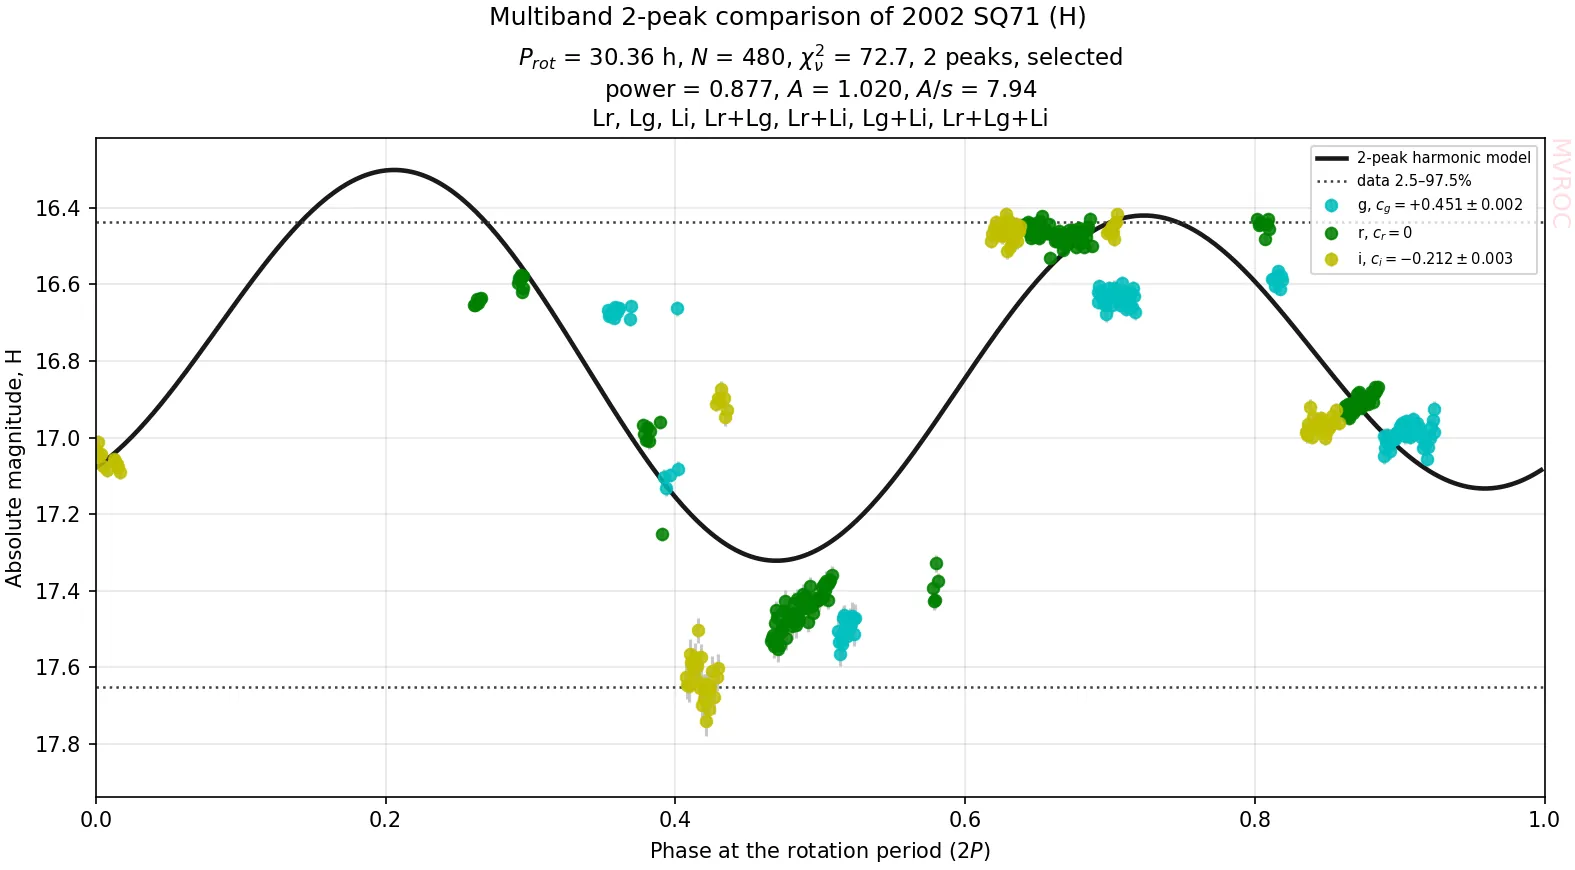 Multiband 2-peak comparison of 2002 SQ71 (H)
P_rot = 30.36 h, N = 480, χ²_ν = 72.7, 2 peaks, selected
power = 0.877, A = 1.020, A/s = 7.94
Lr, Lg, Li, Lr+Lg, Lr+Li, Lg+Li, Lr+Lg+Li
2-peak harmonic model
data 2.5–97.5%
g, c_g = +0.451 ± 0.002
r, c_r = 0
i, c_i = −0.212 ± 0.003
MVROC
Absolute magnitude, H
16.4
16.6
16.8
17.0
17.2
17.4
17.6
17.8
0.0 0.2 0.4 0.6 0.8 1.0
Phase at the rotation period (2P)